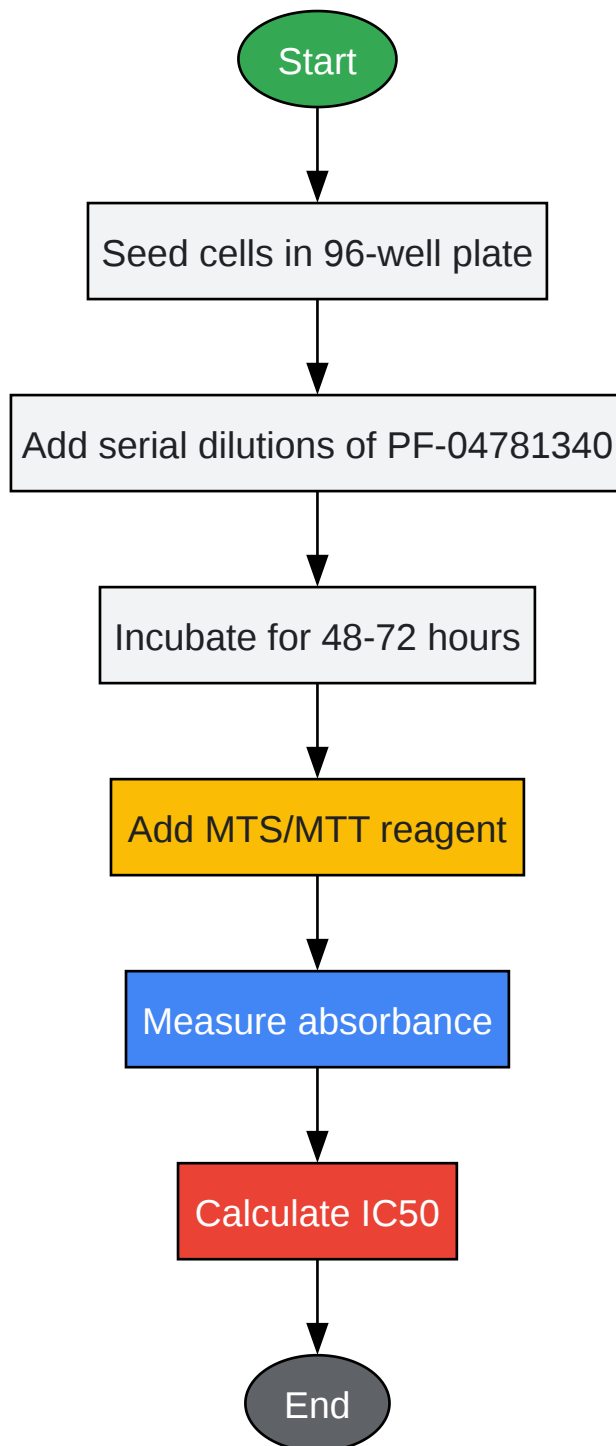 Start
Seed cells in 96-well plate
Add serial dilutions of PF-04781340
Incubate for 48-72 hours
Add MTS/MTT reagent
Measure absorbance
Calculate IC50
End